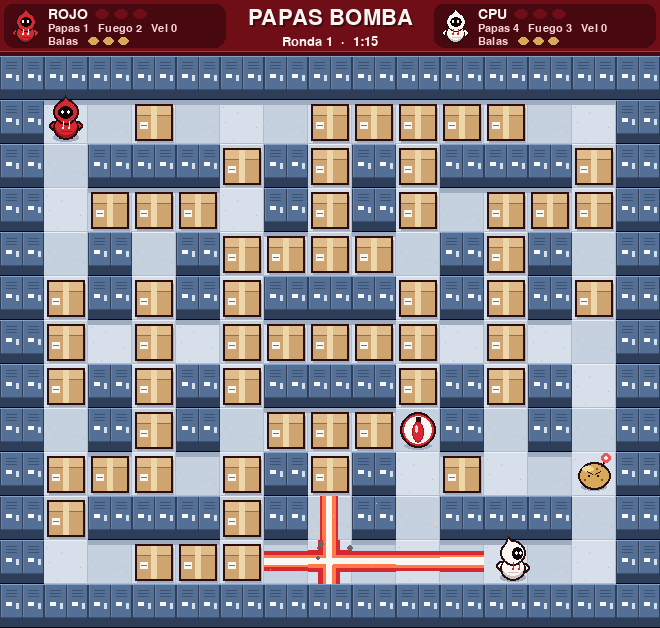 ROJO
Papas 1 Fuego 2 Vel 0
Balas
PAPAS BOMBA
Ronda 1 · 1:15
CPU
Papas 4 Fuego 3 Vel 0
Balas